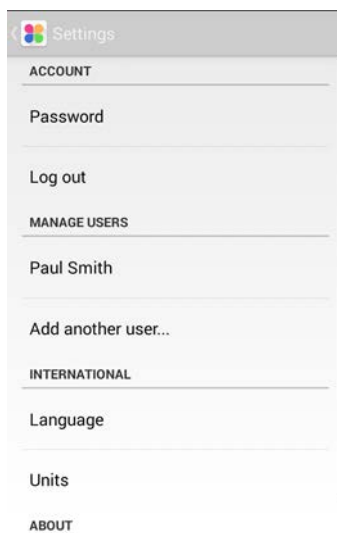 Settings
ACCOUNT
Password
Log out
MANAGE USERS
Paul Smith
Add another user...
INTERNATIONAL
Language
Units
ABOUT